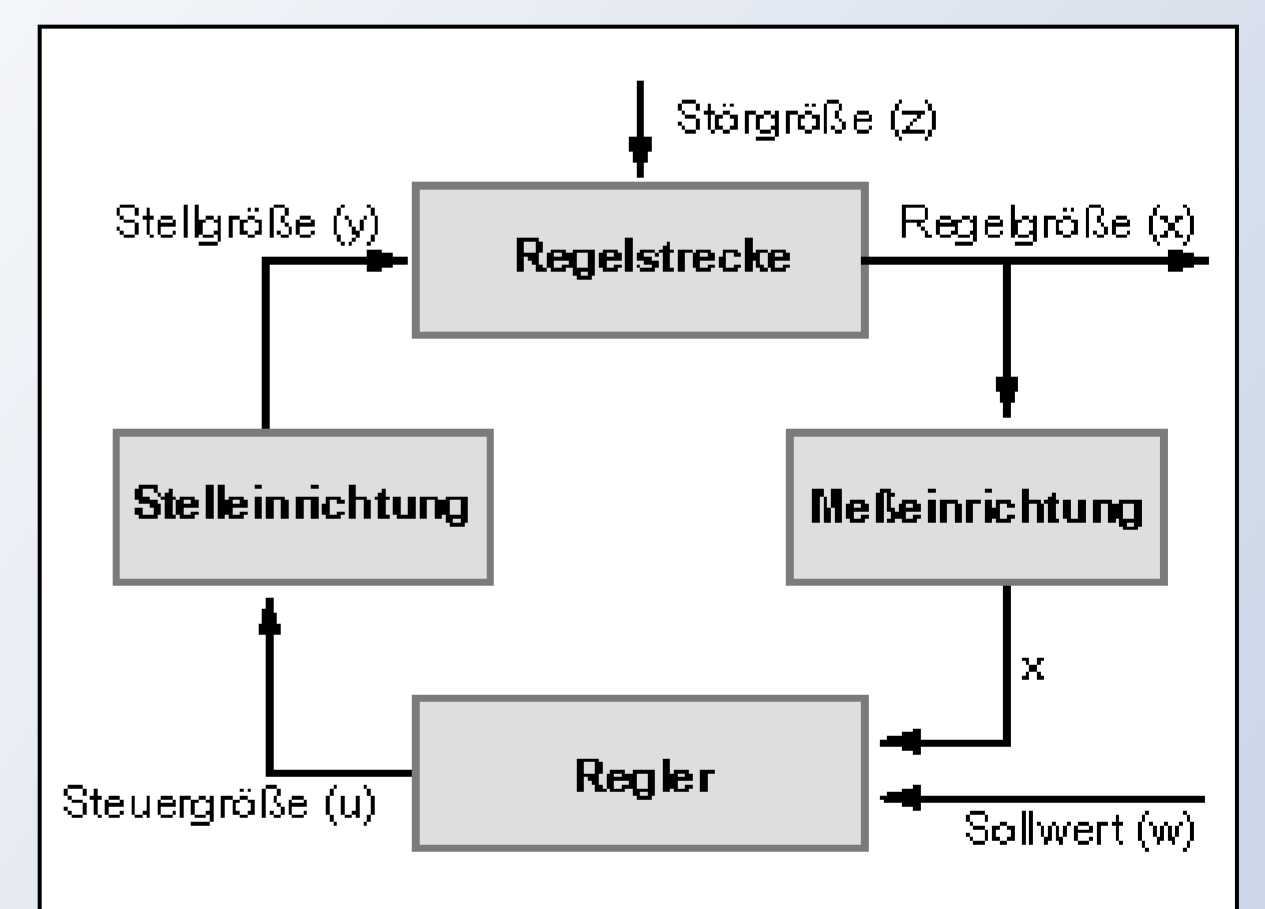 Störgröße (z)
Stellgröße (y)
Regelgröße (x)
Regelstrecke
Stelleinrichtung
Meßeinrichtung
x
Regler
Steuergröße (u)
Sollwert (w)